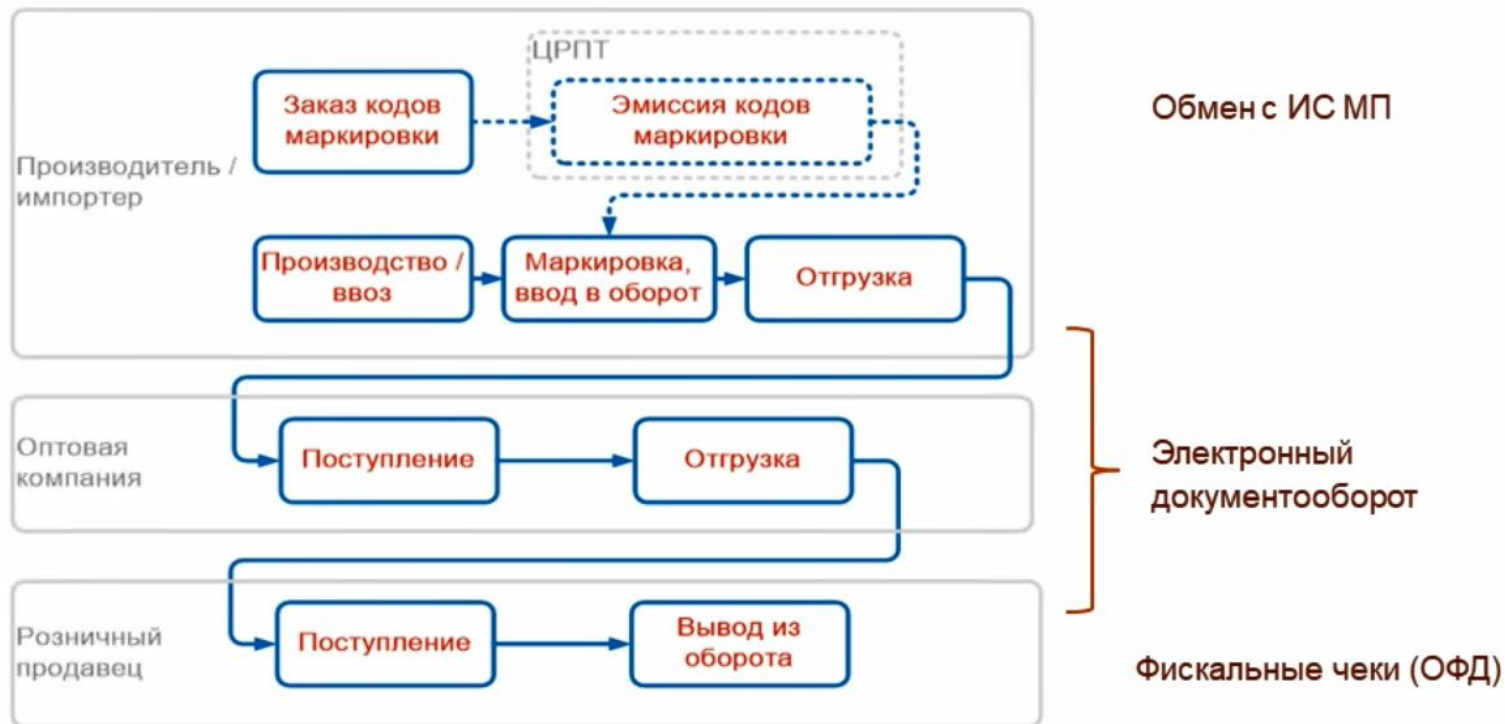 ЦРПТ
Заказ кодов
маркировки
Эмиссия кодов
маркировки
Обмен с ИС МП
Производитель /
импортер
Производство /
ввоз
Маркировка,
ввод в оборот
Отгрузка
Оптовая
компания
Поступление
Отгрузка
Электронный
документооборот
Розничный
продавец
Поступление
Вывод из
оборота
Фискальные чеки (ОФД)